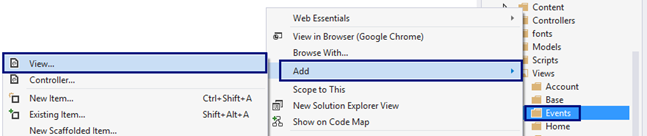 View...
Controller...
New Item... Ctrl+Shift+A
Existing Item... Shift+Alt+A
New Scaffolded Item...
Web Essentials
View in Browser (Google Chrome)
Browse With...
Add
Scope to This
New Solution Explorer View
Show on Code Map
Content
Controllers
fonts
Models
Scripts
Views
Account
Base
Events
Home